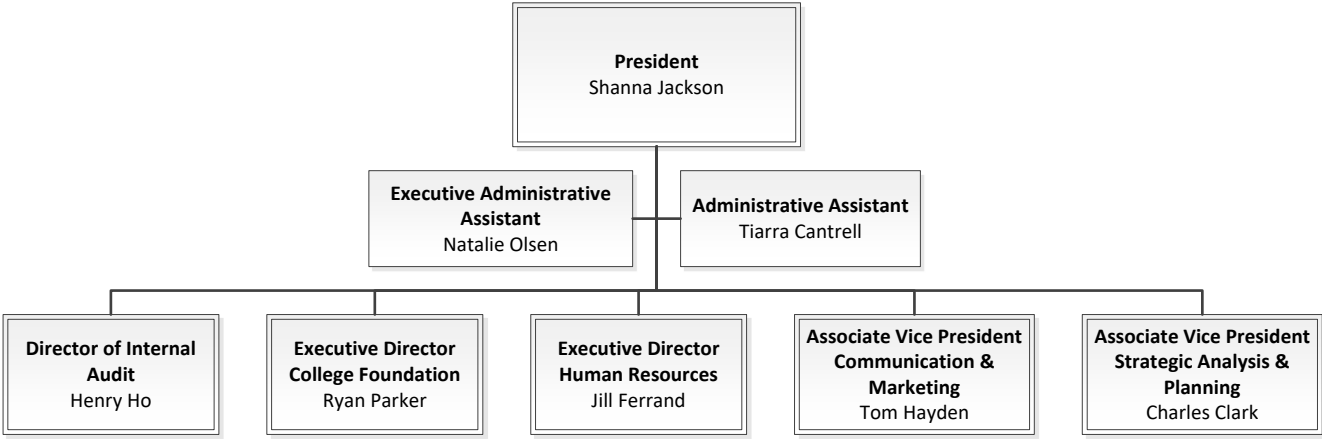 President
Shanna Jackson
Executive Administrative
Assistant
Natalie Olsen
Administrative Assistant
Tiarra Cantrell
Director of Internal
Audit
Henry Ho
Executive Director
College Foundation
Ryan Parker
Executive Director
Human Resources
Jill Ferrand
Associate Vice President
Communication &
Marketing
Tom Hayden
Associate Vice President
Strategic Analysis &
Planning
Charles Clark